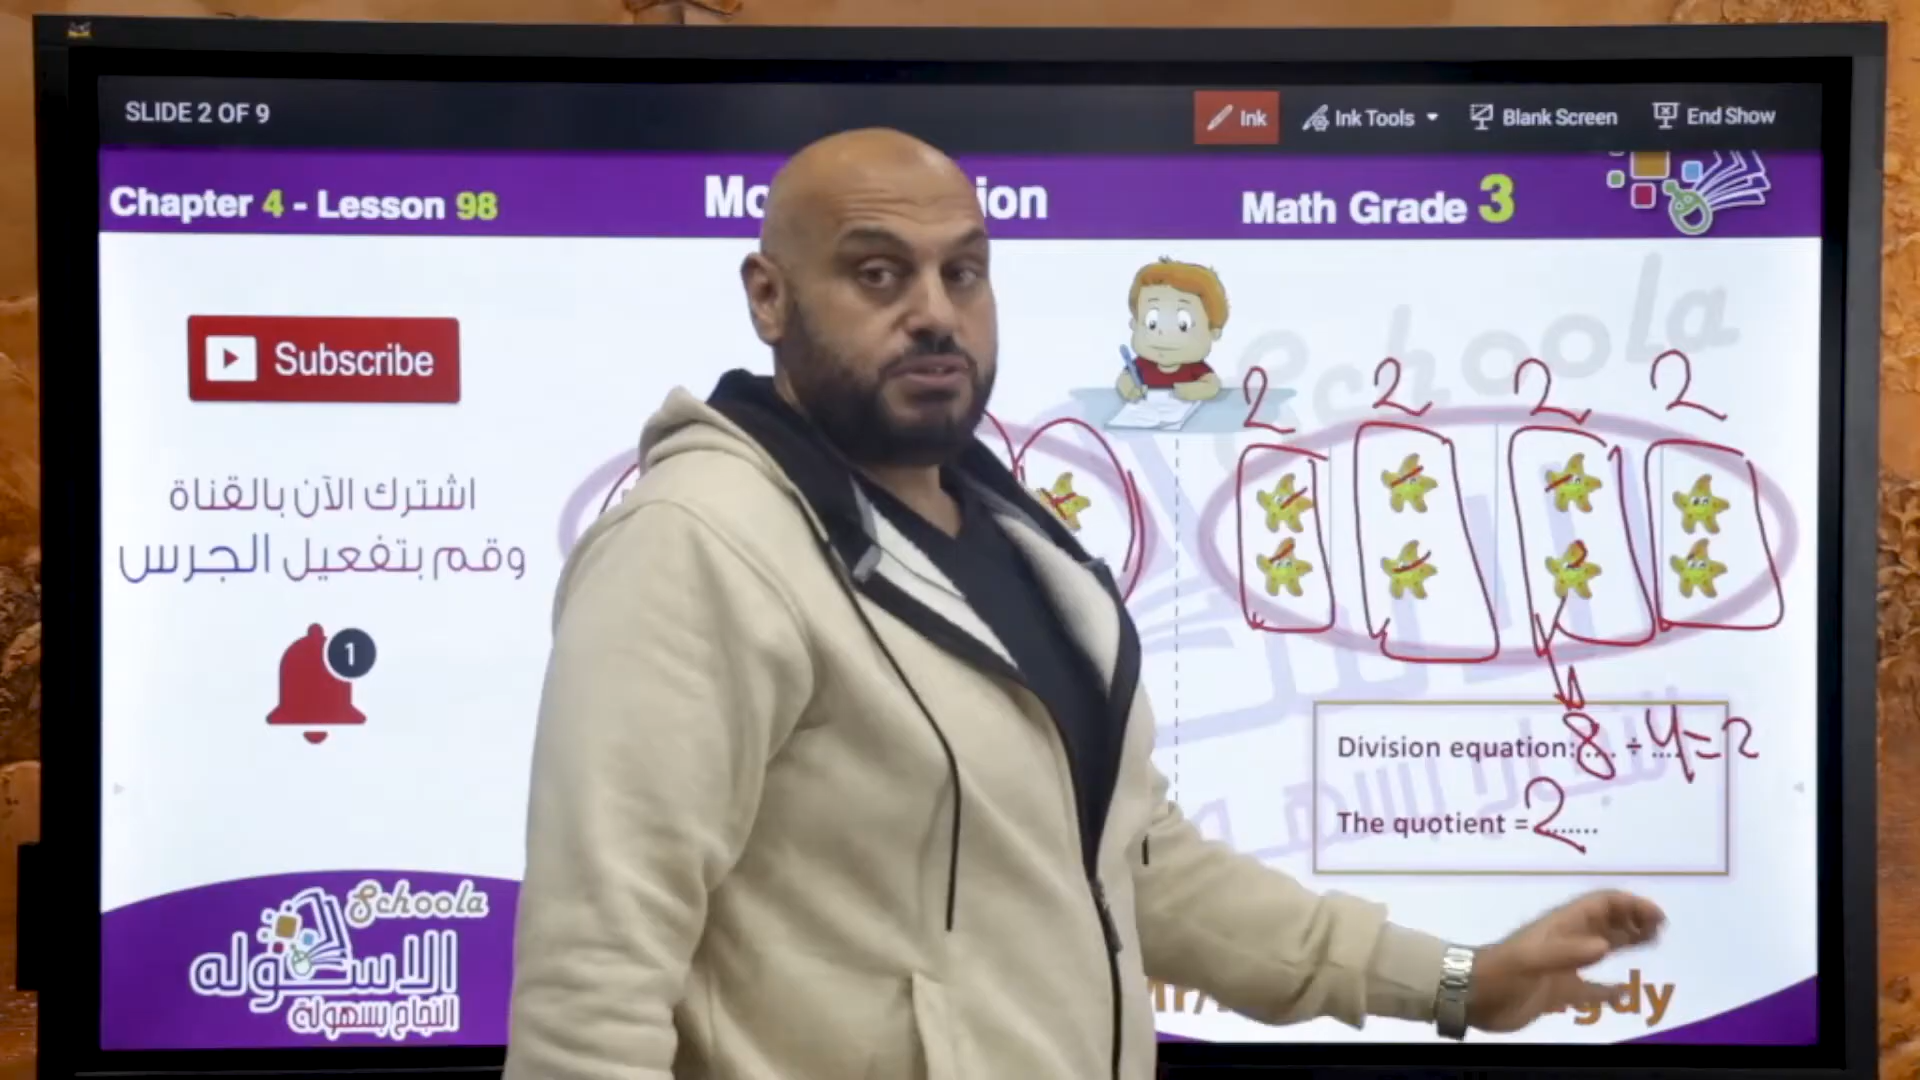 SLIDE 2 OF 9
Ink
Ink Tools
Blank Screen
End Show
Chapter 4 - Lesson 98
Math Grade 3
Subscribe
اشترك الآن بالقناة
وقم بتفعيل الجرس
1
Schoola
2 2 2 2
Division equation: 8 ÷ 4 = 2
The quotient = 2
Schoola
الاسكوله
النجاح بسهولة